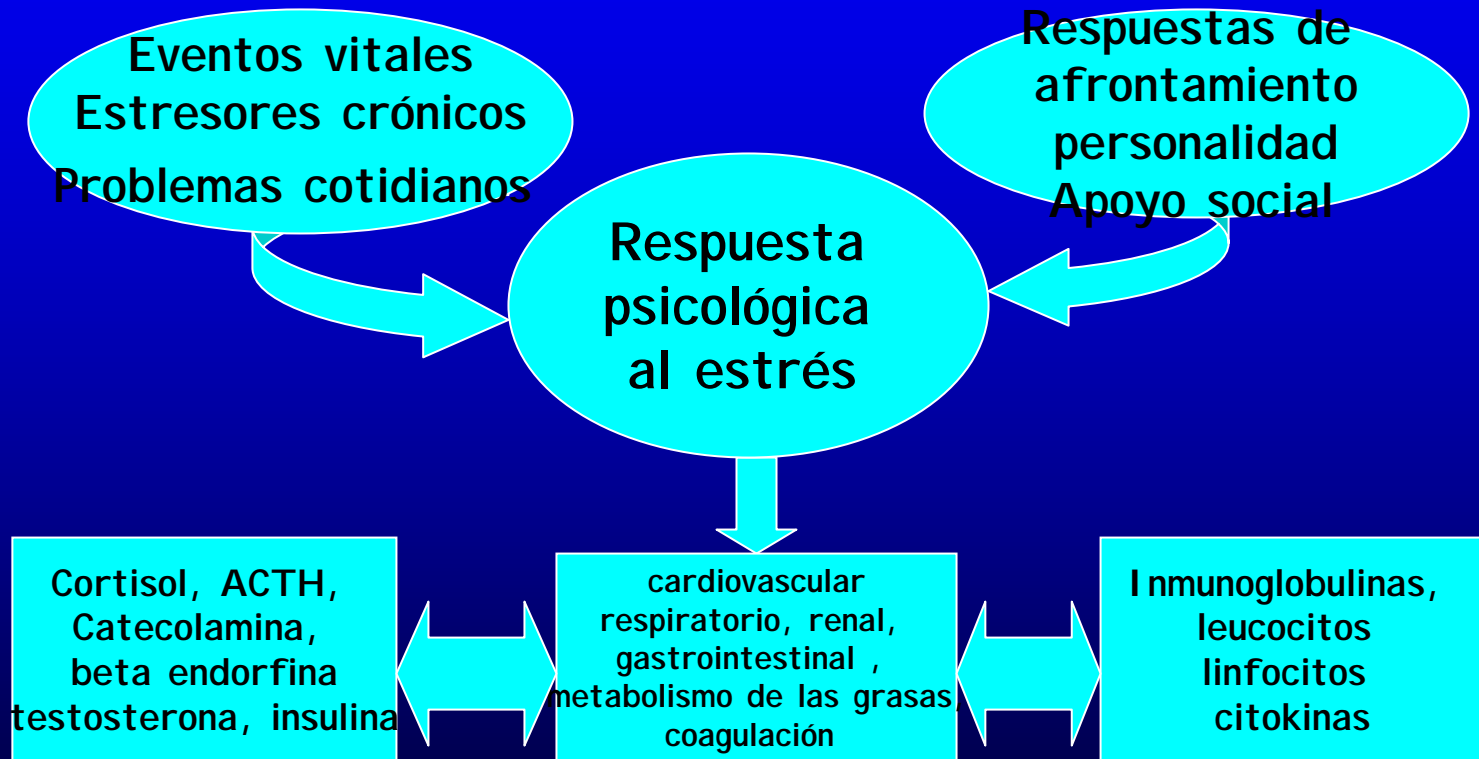 Eventos vitales
Estresores crónicos
Problemas cotidianos
Respuestas de
afrontamiento
personalidad
Apoyo social
Respuesta
psicológica
al estrés
Cortisol, ACTH,
Catecolamina,
beta endorfina
testosterona, insulina
cardiovascular
respiratorio, renal,
gastrointestinal ,
metabolismo de las grasas,
coagulación
Inmunoglobulinas,
leucocitos
linfocitos
citokinas